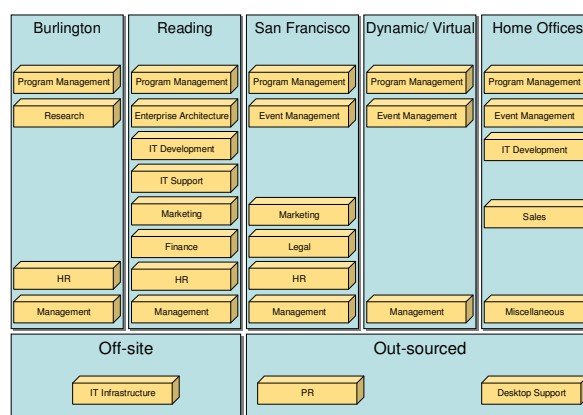 Burlington
Reading
San Francisco
Dynamic/ Virtual
Home Offices
Program Management
Program Management
Program Management
Program Management
Program Management
Research
Enterprise Architecture
Event Management
Event Management
Event Management
IT Development
IT Development
IT Support
Marketing
Marketing
Sales
Finance
Legal
HR
HR
HR
Management
Management
Management
Management
Miscellaneous
Off-site
Out-sourced
IT Infrastructure
PR
Desktop Support